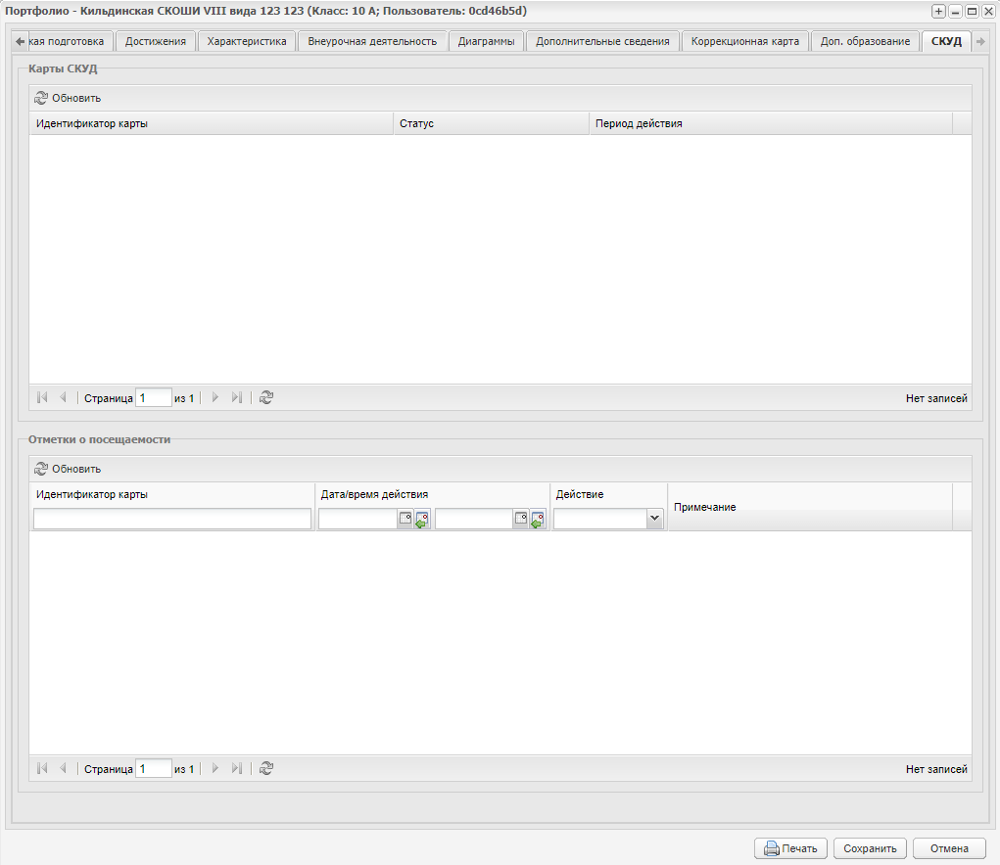 Портфолио - Кильдинская СКОШИ VIII вида 123 123 (Класс: 10 А; Пользователь: 0cd46b5d)
кая подготовка Достижения Характеристика Внеурочная деятельность Диаграммы Дополнительные сведения Коррекционная карта Доп. образование СКУД
Карты СКУД
Обновить
Идентификатор карты Статус Период действия
Страница 1 из 1 Нет записей
Отметки о посещаемости
Обновить
Идентификатор карты Дата/время действия Действие
Примечание
Страница 1 из 1 Нет записей
Печать Сохранить Отмена